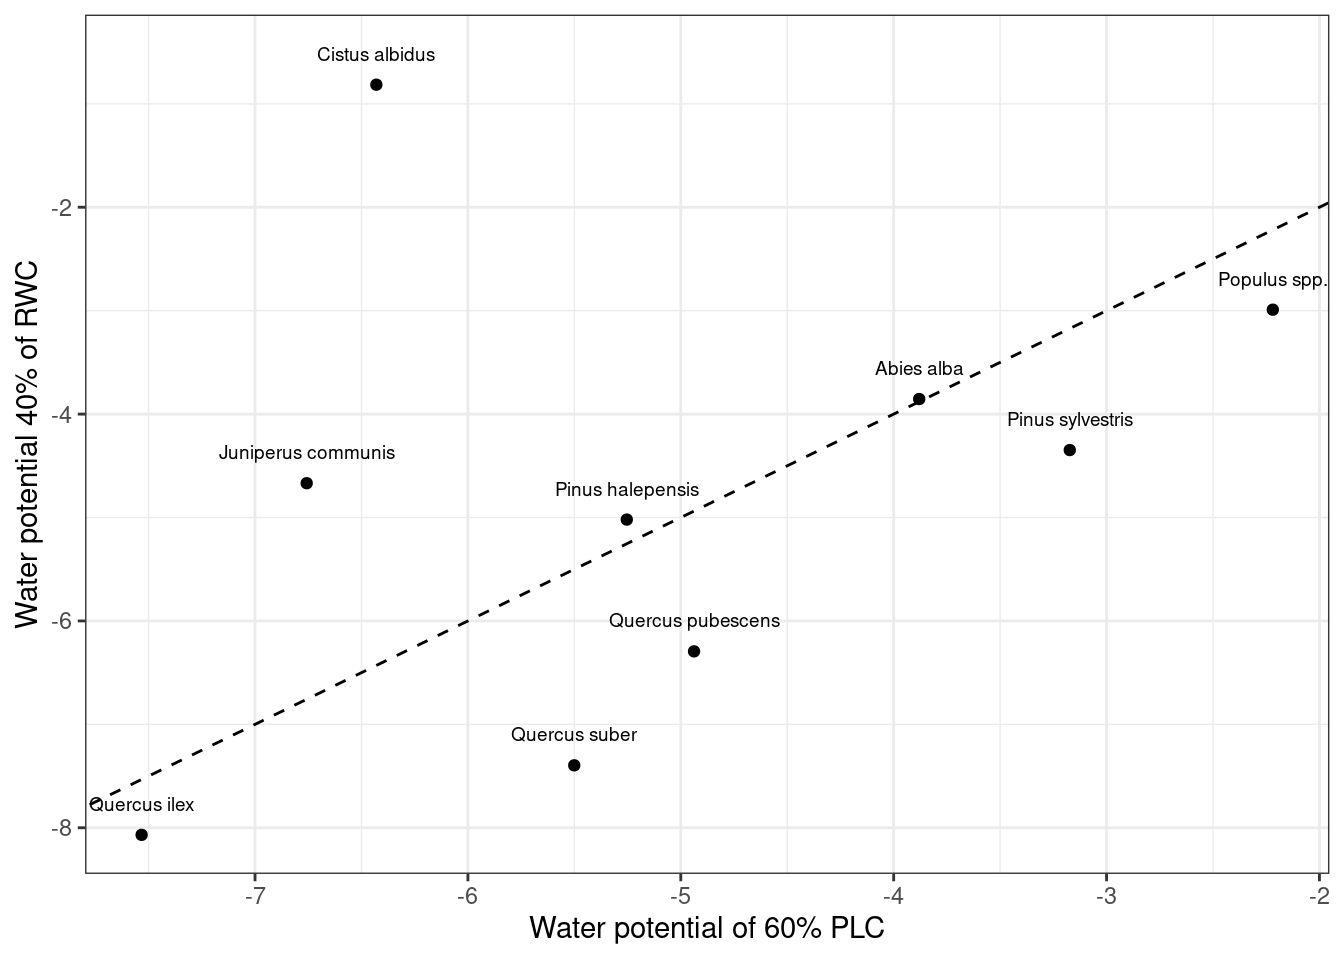 Cistus albidus
-2
Populus spp.
Abies alba
-4
Pinus sylvestris
Juniperus communis
Pinus halepensis
-6
Quercus pubescens
Quercus suber
Quercus ilex
-8
-7
-6
-5
-4
-3
-2
Water potential of 60% PLC
Water potential 40% of RWC